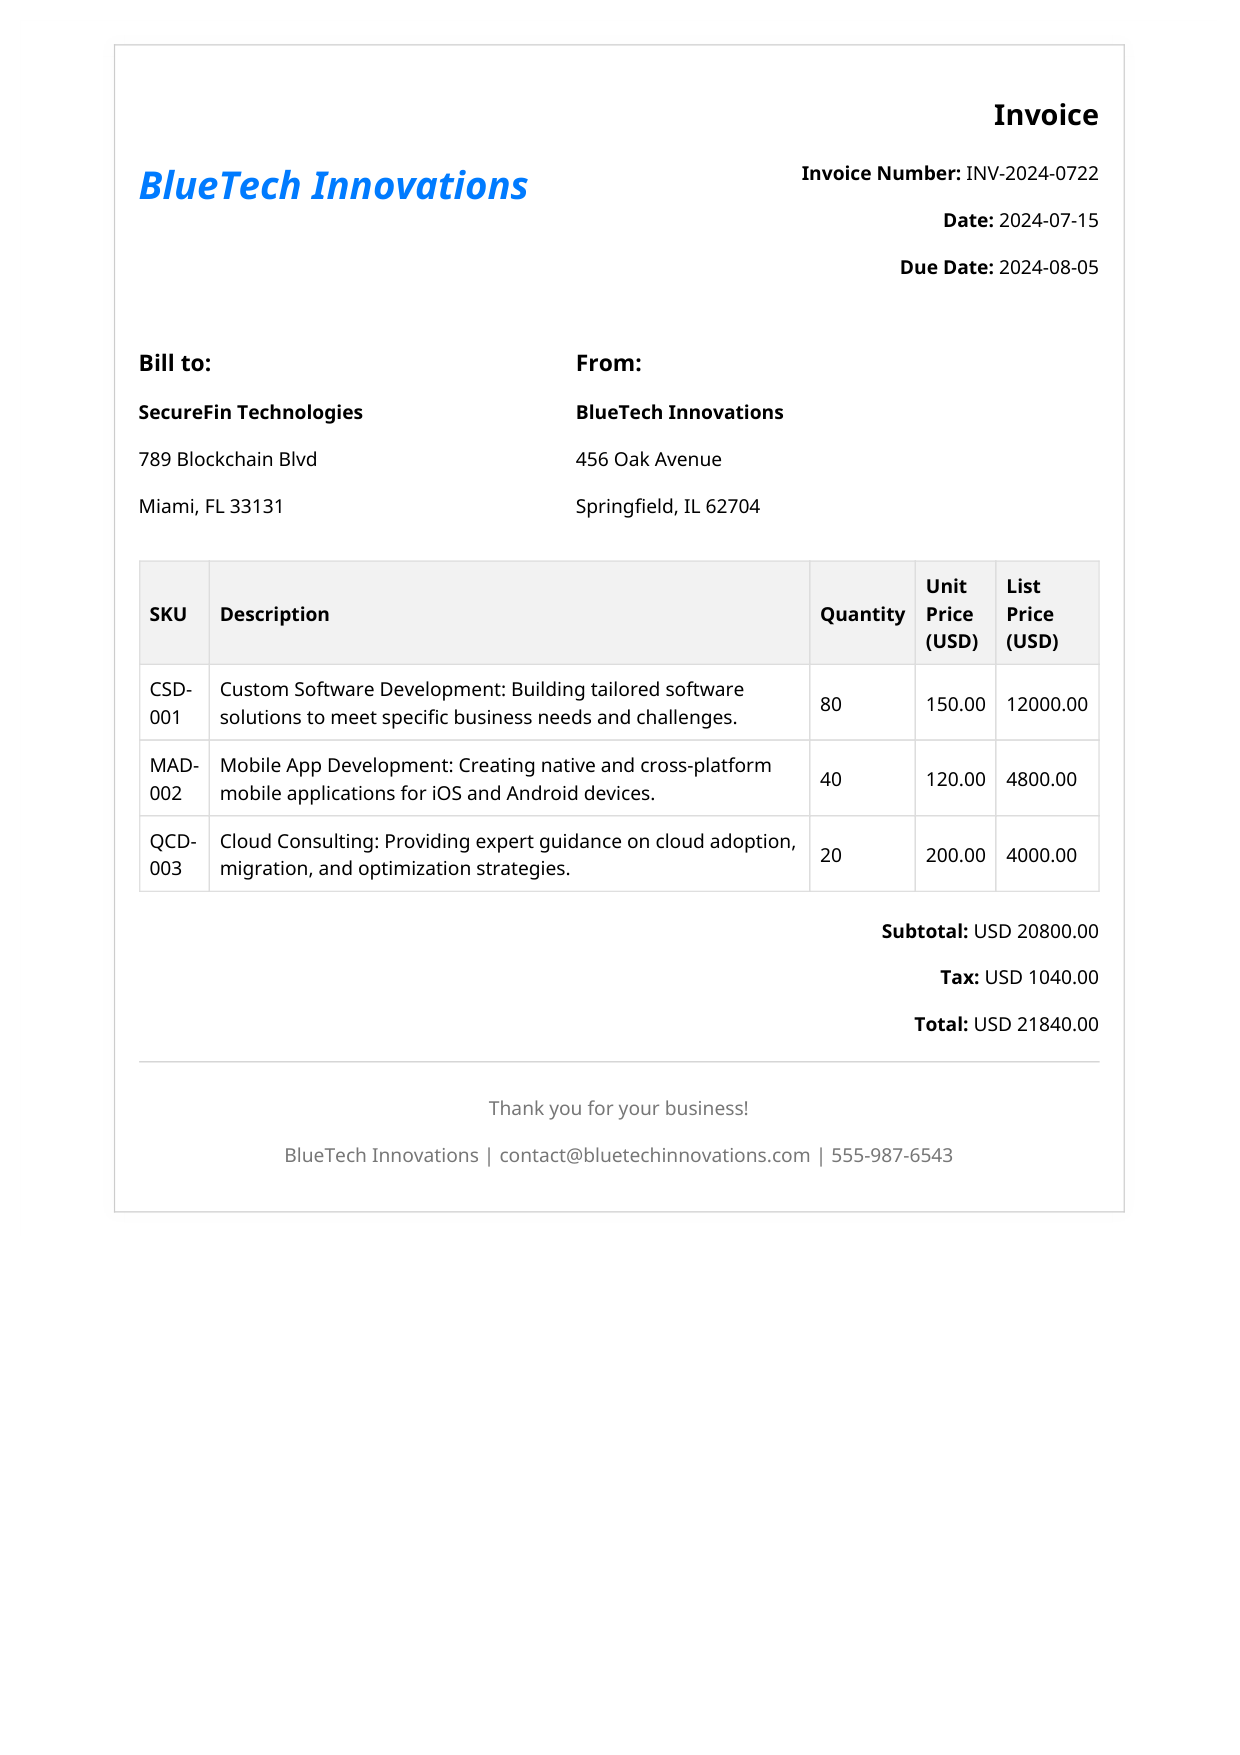 Invoice
BlueTech Innovations
Invoice Number: INV-2024-0722
Date: 2024-07-15
Due Date: 2024-08-05
Bill to:
SecureFin Technologies
789 Blockchain Blvd
Miami, FL 33131
From:
BlueTech Innovations
456 Oak Avenue
Springfield, IL 62704
SKU Description Quantity Unit Price (USD) List Price (USD)
CSD-001 Custom Software Development: Building tailored software solutions to meet specific business needs and challenges. 80 150.00 12000.00
MAD-002 Mobile App Development: Creating native and cross-platform mobile applications for iOS and Android devices. 40 120.00 4800.00
QCD-003 Cloud Consulting: Providing expert guidance on cloud adoption, migration, and optimization strategies. 20 200.00 4000.00
Subtotal: USD 20800.00
Tax: USD 1040.00
Total: USD 21840.00
Thank you for your business!
BlueTech Innovations | contact@bluetechinnovations.com | 555-987-6543